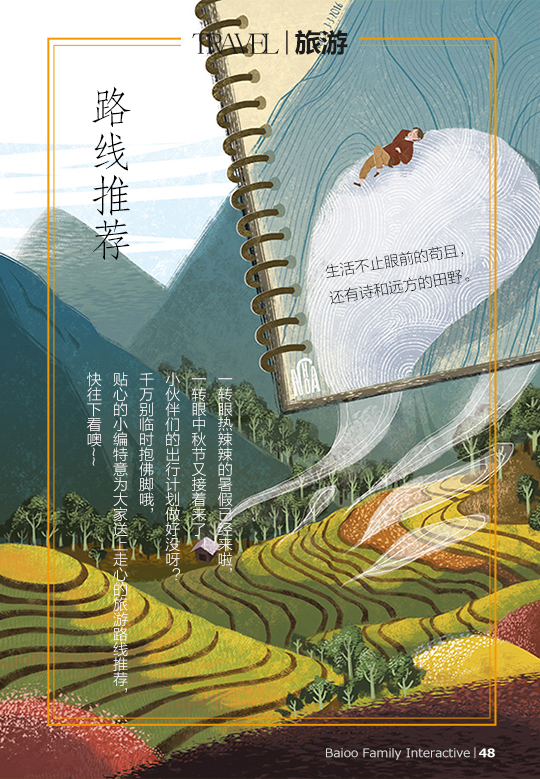 TRAVEL|旅游
路线推荐
生活不止眼前的苟且，
还有诗和远方的田野。
一转眼热辣辣的暑假已经来啦，
一转眼中秋节又接着来了
小伙伴们的出行计划做好没呀？
千万别临时抱佛脚哦，
贴心的小编特意为大家送上走心的旅游路线推荐，
快往下看噢~~
Baioo Family Interactive|48